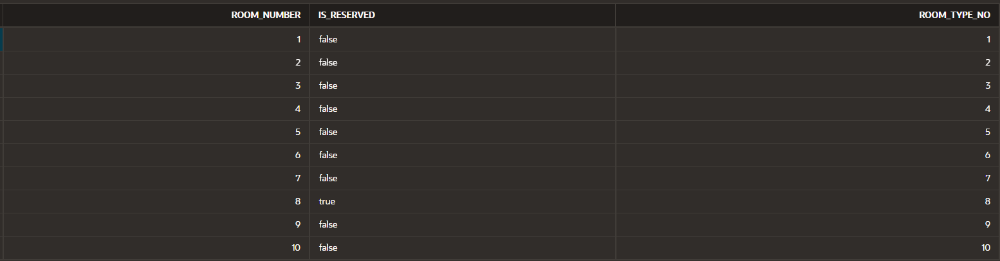 ROOM_NUMBER IS_RESERVED ROOM_TYPE_NO
1 false 1
2 false 2
3 false 3
4 false 4
5 false 5
6 false 6
7 false 7
8 true 8
9 false 9
10 false 10